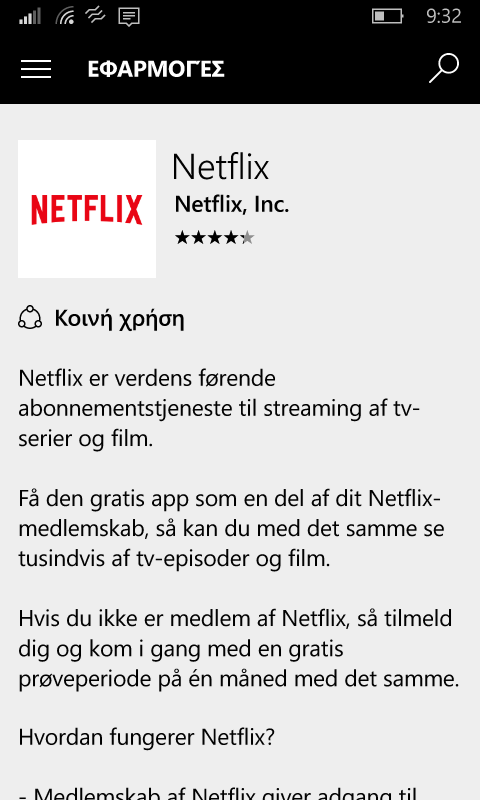 9:32
ΕΦΑΡΜΟΓΈΣ
NETFLIX
Netflix
Netflix, Inc.
Κοινή χρήση
Netflix er verdens førende
abonnementstjeneste til streaming af tv-
serier og film.
Få den gratis app som en del af dit Netflix-
medlemskab, så kan du med det samme se
tusindvis af tv-episoder og film.
Hvis du ikke er medlem af Netflix, så tilmeld
dig og kom i gang med en gratis
prøveperiode på én måned med det samme.
Hvordan fungerer Netflix?
- Medlemskab af Netflix giver adgang til